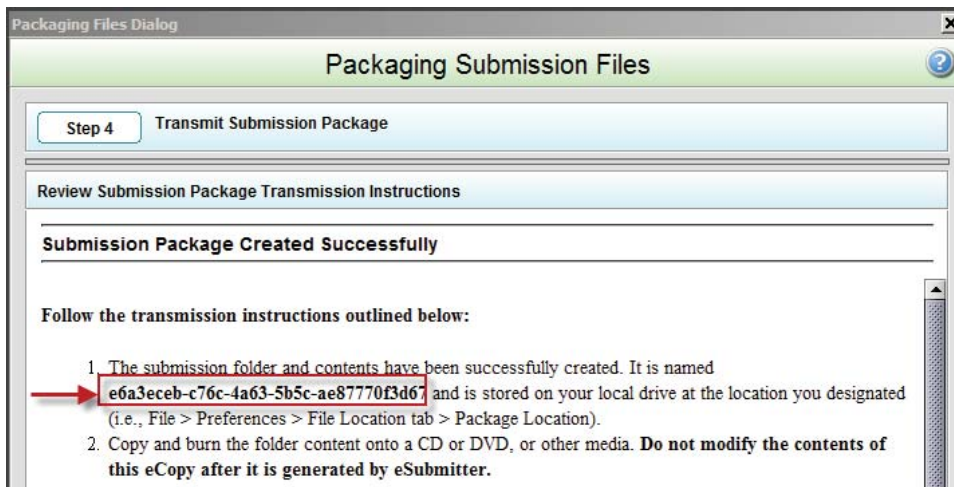 Packaging Files Dialog
Packaging Submission Files
Step 4 Transmit Submission Package
Review Submission Package Transmission Instructions
Submission Package Created Successfully
Follow the transmission instructions outlined below:
1. The submission folder and contents have been successfully created. It is named
e6a3eceb-c76c-4a63-5b5c-ae87770f3d67 and is stored on your local drive at the location you designated
(i.e., File > Preferences > File Location tab > Package Location).
2. Copy and burn the folder content onto a CD or DVD, or other media. Do not modify the contents of
this eCopy after it is generated by eSubmitter.